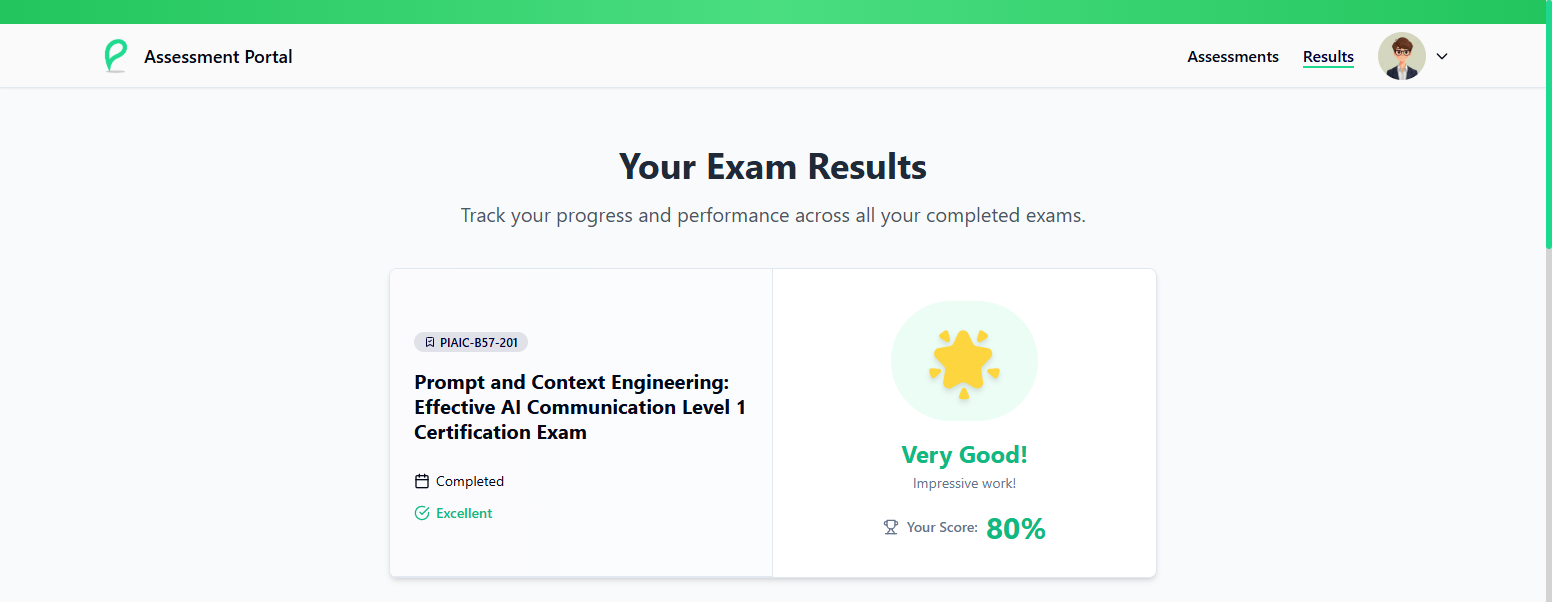 Assessment Portal
Assessments
Results
Your Exam Results
Track your progress and performance across all your completed exams.
PIAIC-B57-201
Prompt and Context Engineering:
Effective AI Communication Level 1
Certification Exam
Completed
Excellent
Very Good!
Impressive work!
Your Score: 80%